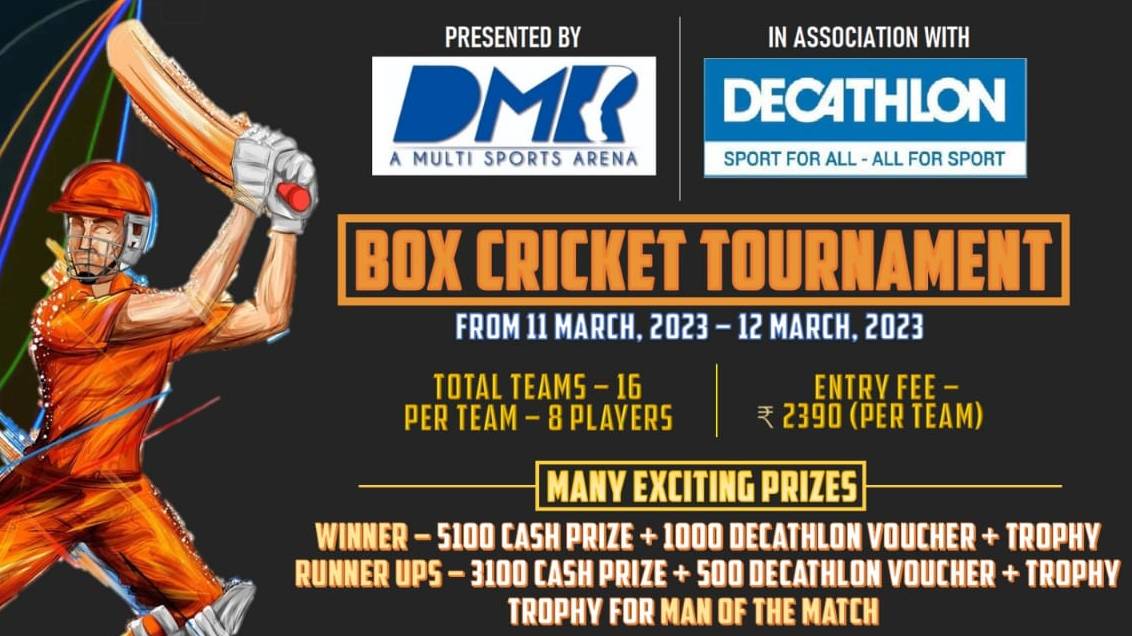 PRESENTED BY
DMR
A MULTI SPORTS ARENA
IN ASSOCIATION WITH
DECATHLON
SPORT FOR ALL - ALL FOR SPORT
BOX CRICKET TOURNAMENT
FROM 11 MARCH, 2023 – 12 MARCH, 2023
TOTAL TEAMS – 16
PER TEAM – 8 PLAYERS
ENTRY FEE –
₹ 2390 (PER TEAM)
MANY EXCITING PRIZES
WINNER – 5100 CASH PRIZE + 1000 DECATHLON VOUCHER + TROPHY
RUNNER UPS – 3100 CASH PRIZE + 500 DECATHLON VOUCHER + TROPHY
TROPHY FOR MAN OF THE MATCH